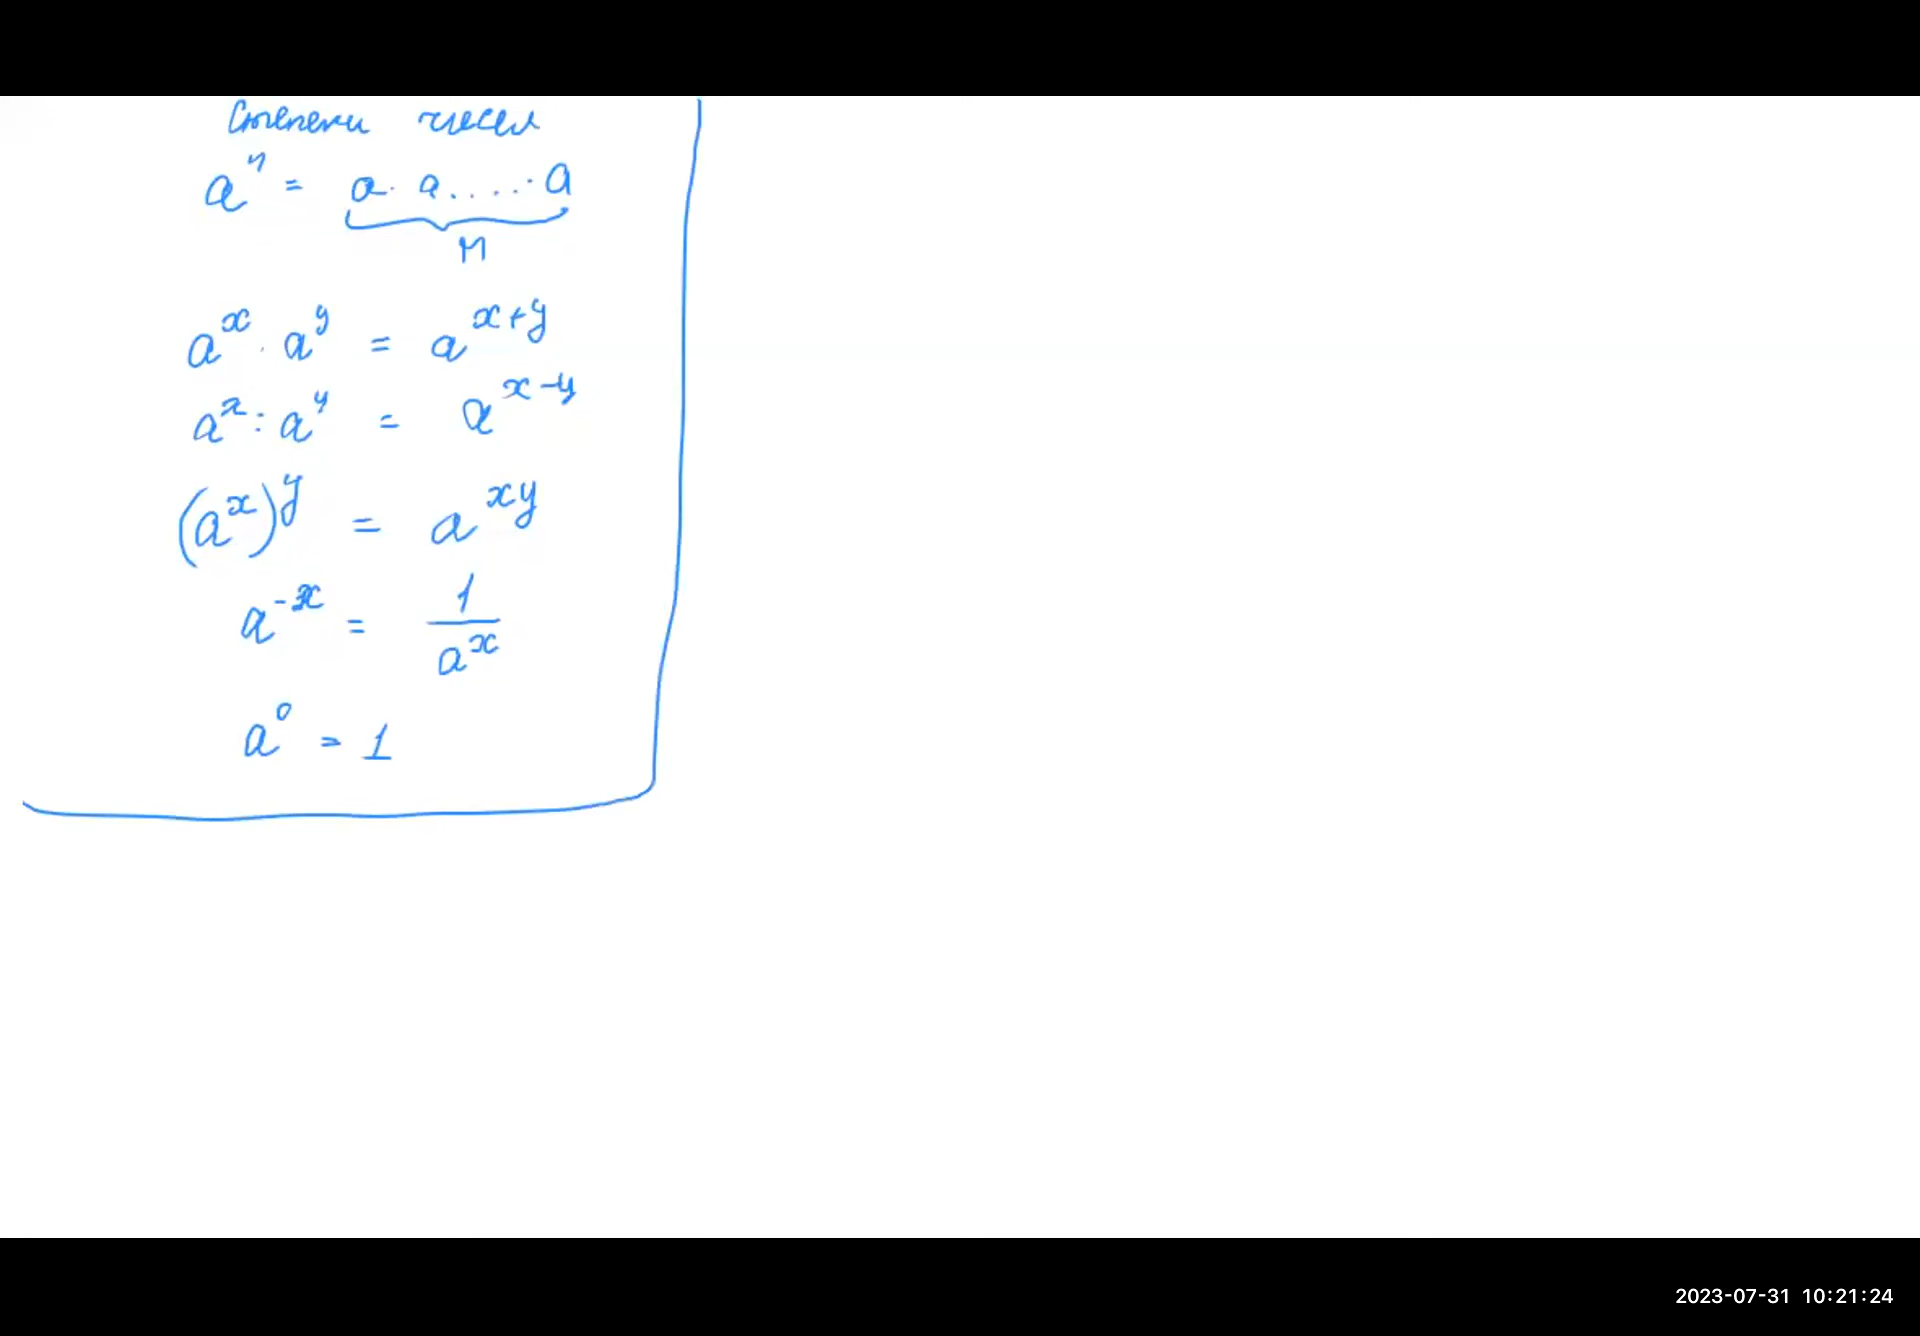 Степени чисел
aⁿ = a · a . . . . · a
n
aˣ · aʸ = aˣ⁺ʸ
aˣ : aʸ = aˣ⁻ʸ
(aˣ)ʸ = aˣʸ
a⁻ˣ = 1/aˣ
a⁰ = 1
2023-07-31 10:21:24